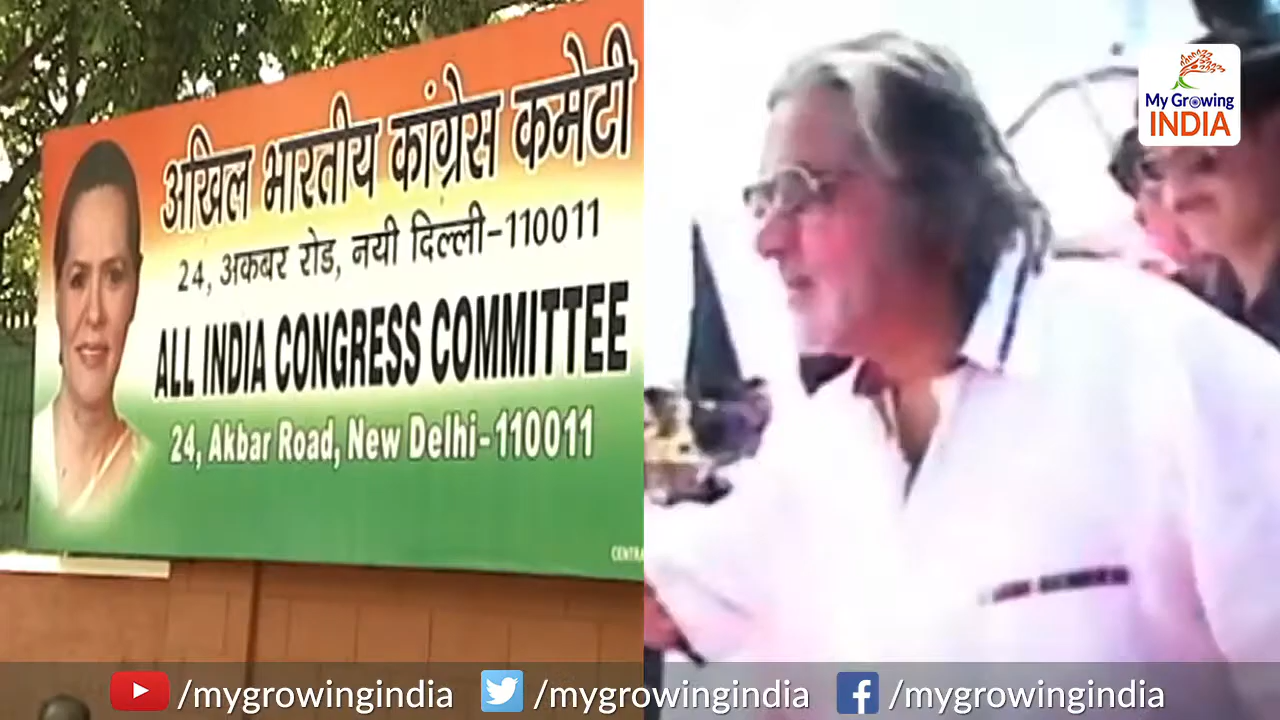 अखिल भारतीय कांग्रेस कमेटी
24, अकबर रोड, नयी दिल्ली-110011
ALL INDIA CONGRESS COMMITTEE
24, Akbar Road, New Delhi-110011
CENTRA
My Growing
INDIA
/mygrowingindia
/mygrowingindia
/mygrowingindia